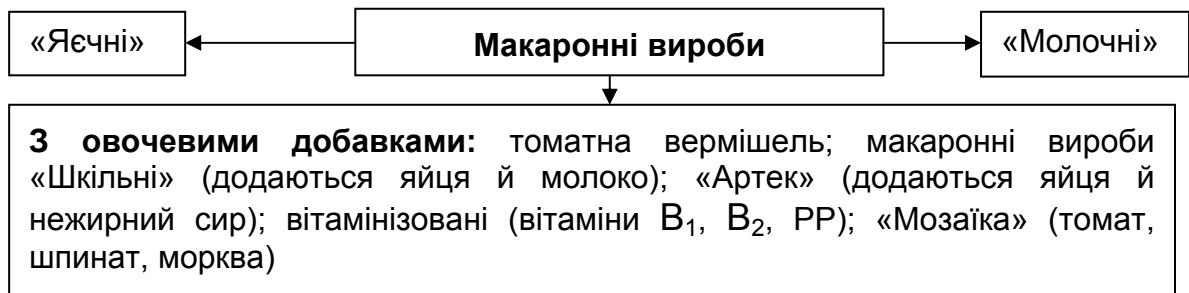 «Яєчні»
Макаронні вироби
«Молочні»
З овочевими добавками: томатна вермішель; макаронні вироби
«Шкільні» (додаються яйця й молоко); «Артек» (додаються яйця й
нежирний сир); вітамінізовані (вітаміни B₁, B₂, PP); «Мозаїка» (томат,
шпинат, морква)